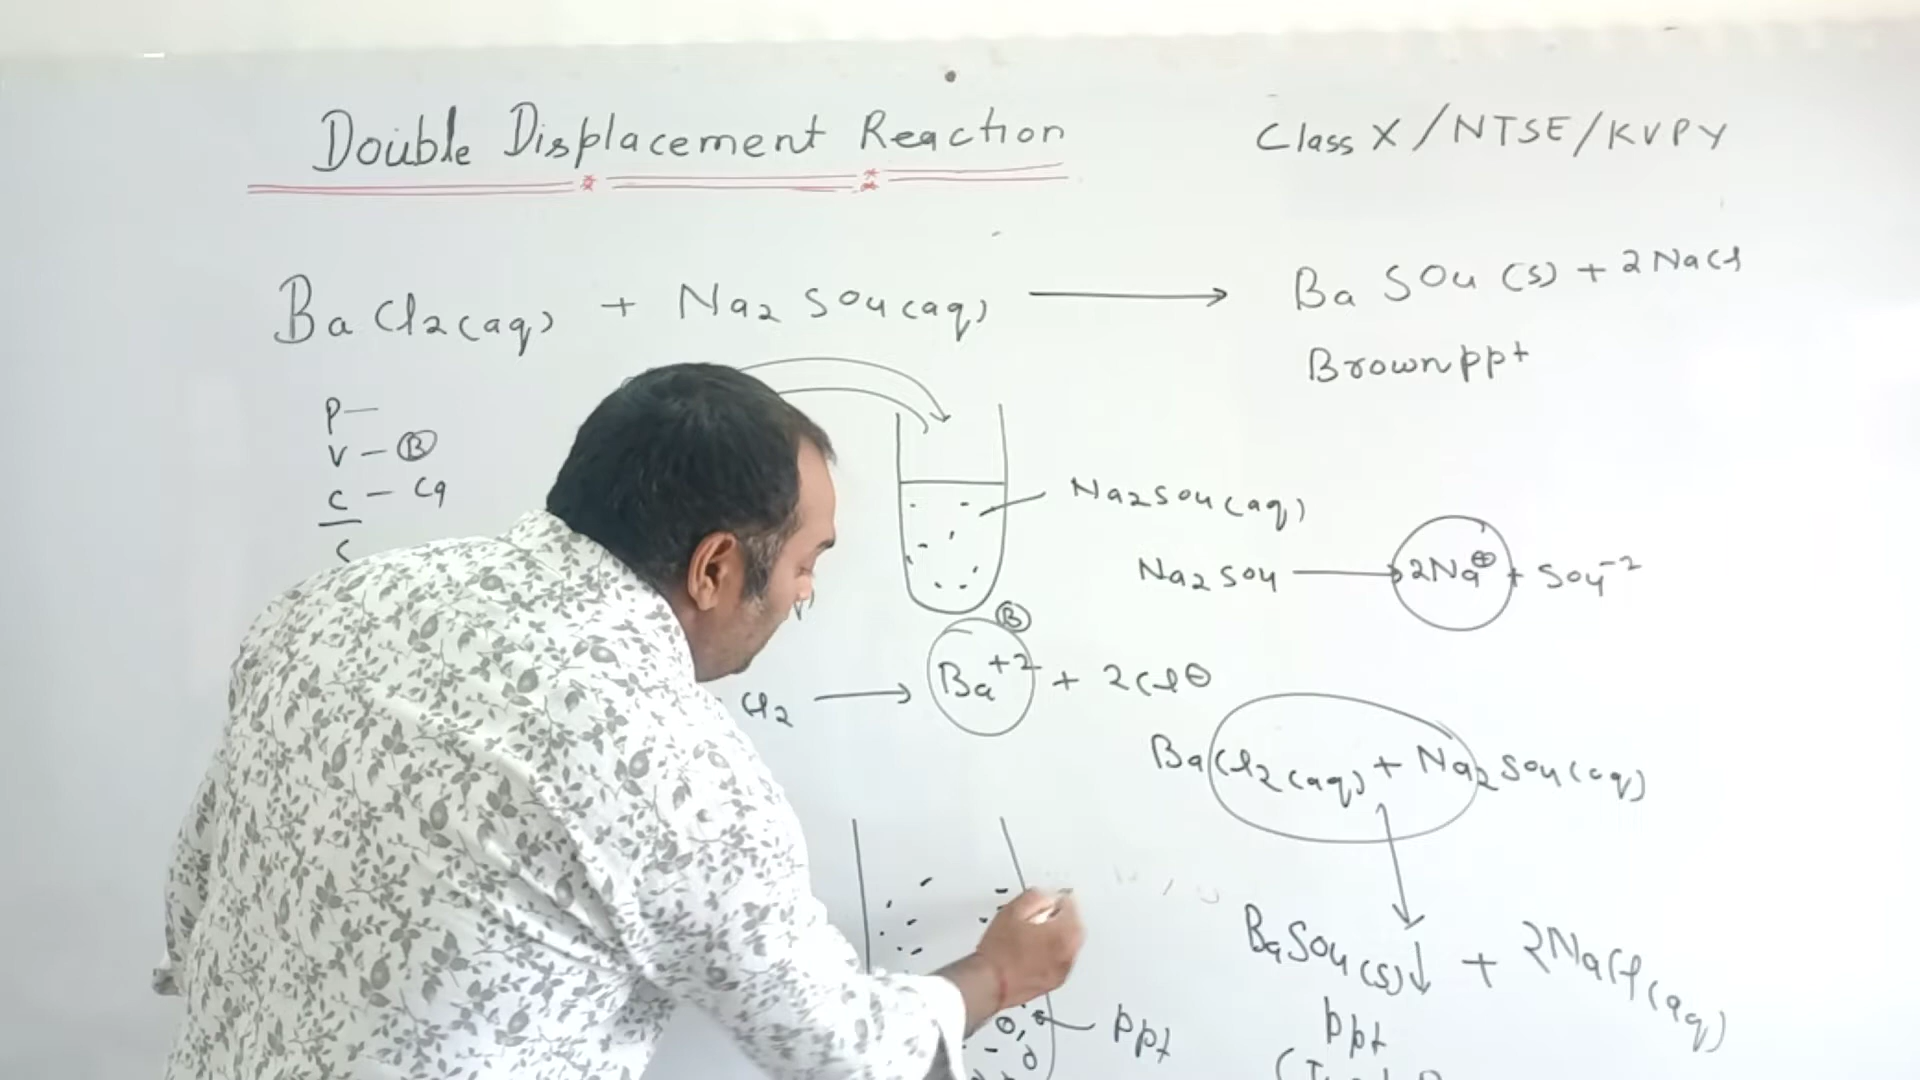 Double Displacement Reaction
Class X / NTSE / KVPY
BaCl2(aq) + Na2SO4(aq) → BaSO4(s) + 2NaCl
Brown ppt
P—
V – B
C – Ca
S
Na2SO4(aq)
Na2SO4 → 2Na⊕ + SO4-2
B
Cl2 → Ba+2 + 2Cl⊖
BaCl2(aq) + Na2SO4(aq)
BaSO4(s)↓ + 2NaCl(aq)
ppt
ppt